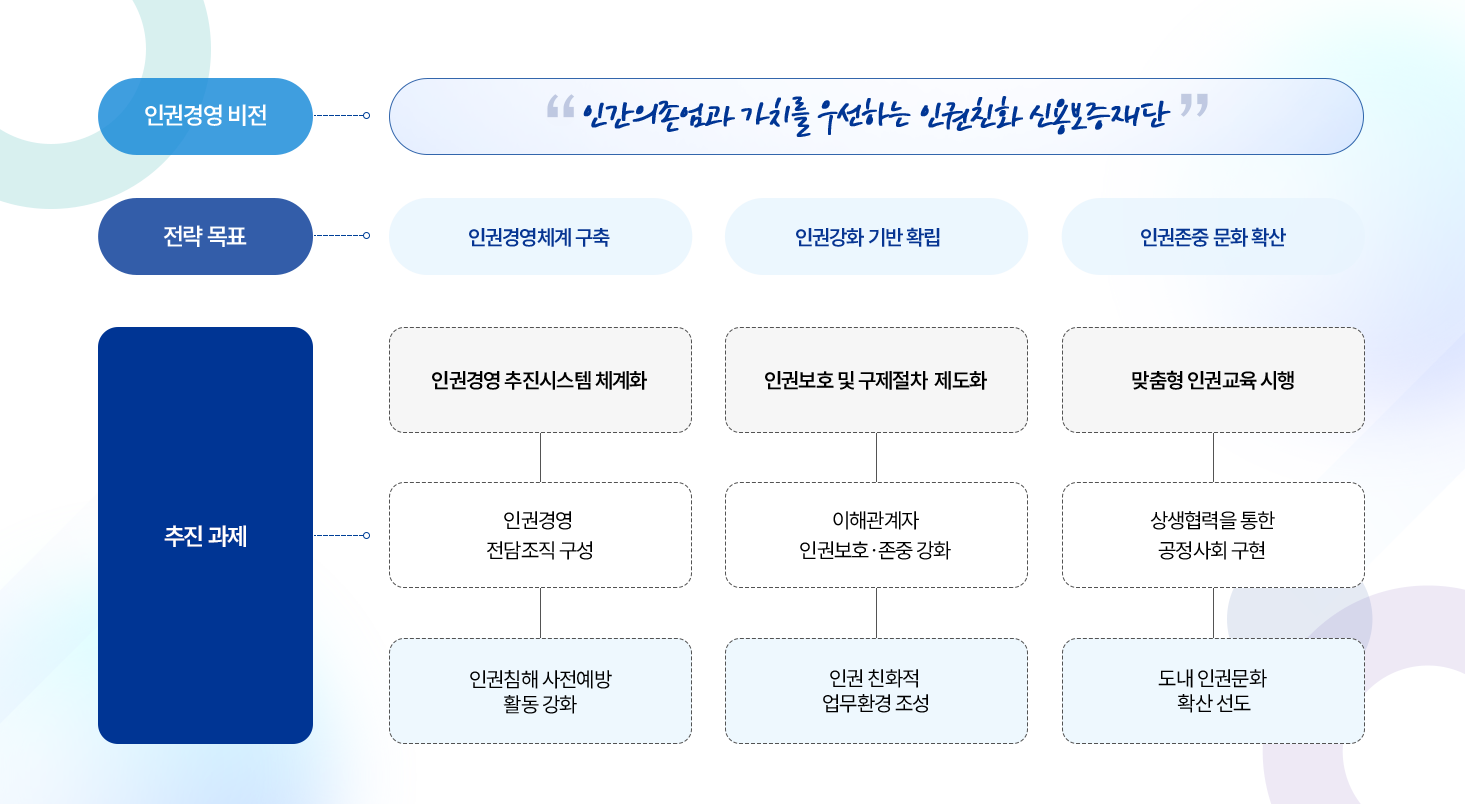 인권경영 비전
“ 인간의존엄과 가치를 우선하는 인권친화 신용보증재단 ”
전략 목표
인권경영체계 구축
인권강화 기반 확립
인권존중 문화 확산
추진 과제
인권경영 추진시스템 체계화
인권보호 및 구제절차 제도화
맞춤형 인권교육 시행
인권경영
전담조직 구성
이해관계자
인권보호·존중 강화
상생협력을 통한
공정사회 구현
인권침해 사전예방
활동 강화
인권 친화적
업무환경 조성
도내 인권문화
확산 선도